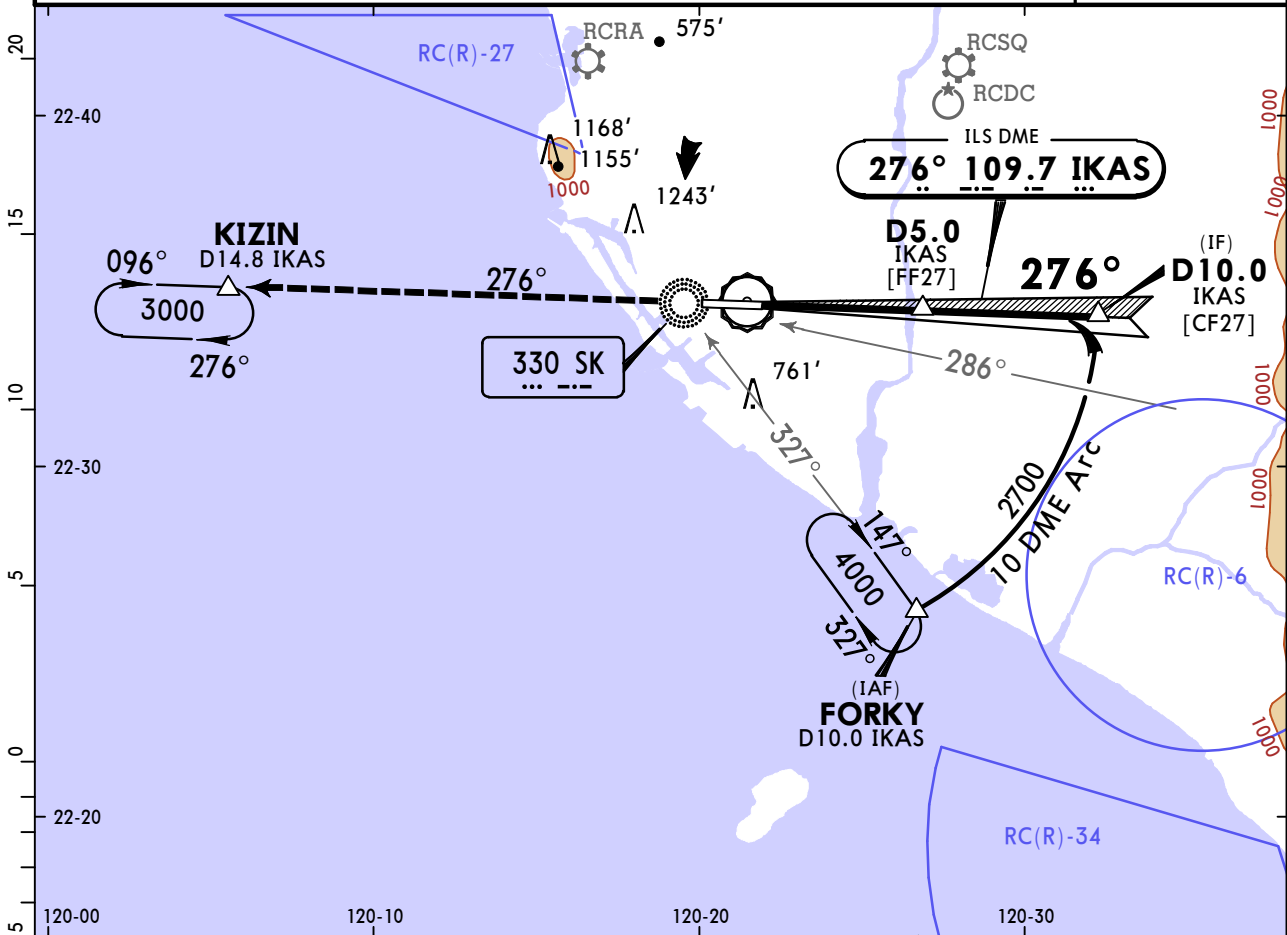 20
RCRA
575′
RC(R)-27
RCSQ
RCDC
22-40
1168′
1155′
1000
1000
ILS DME
276° 109.7 IKAS
1243′
1000
15
KIZIN
D14.8 IKAS
096°
3000
276°
276°
D5.0
IKAS
[FF27]
276°
(IF)
D10.0
IKAS
[CF27]
330 SK
761′
286°
10
1000
327°
22-30
2700
10 DME Arc
1000
147°
4000
327°
5
RC(R)-6
(IAF)
FORKY
D10.0 IKAS
1000
0
22-20
RC(R)-34
5
120-00
120-10
120-20
120-30